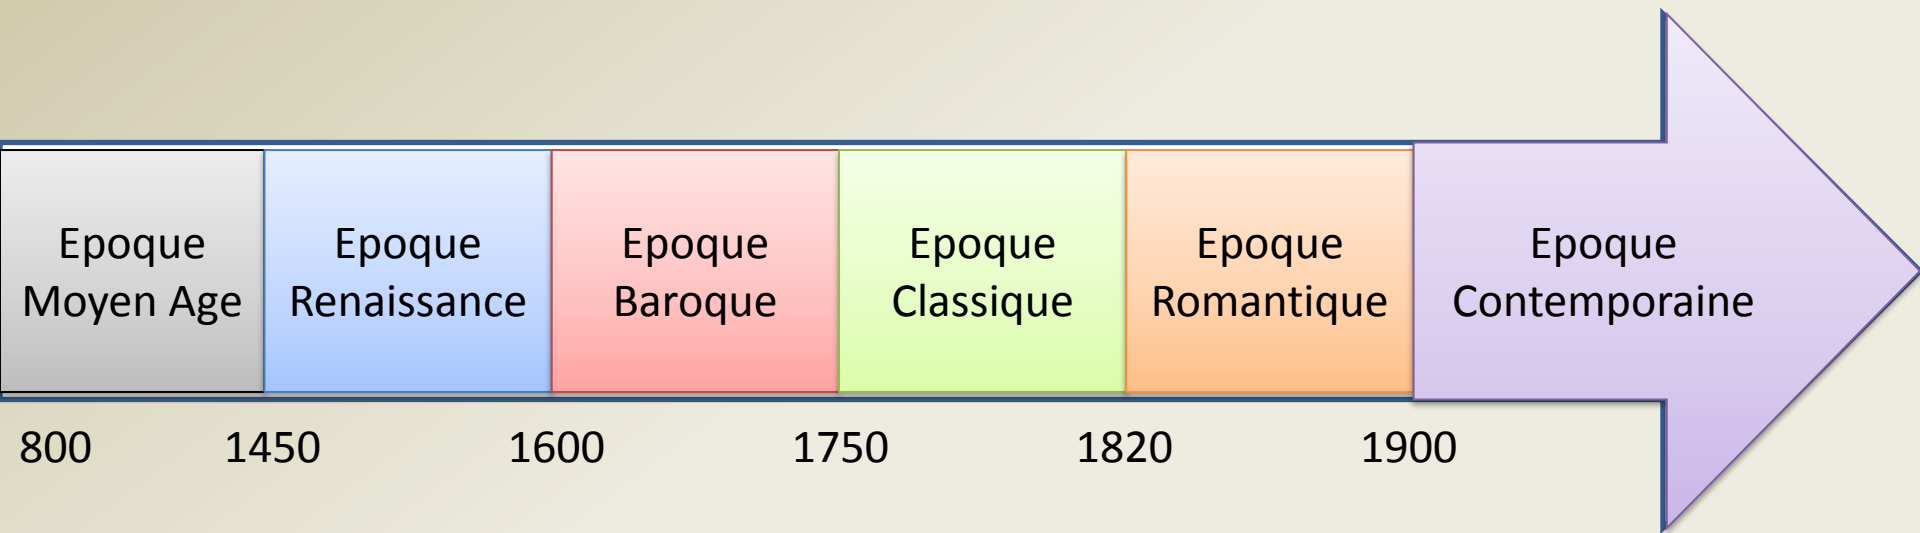 Epoque
Moyen Age
Epoque
Renaissance
Epoque
Baroque
Epoque
Classique
Epoque
Romantique
Epoque
Contemporaine
800
1450
1600
1750
1820
1900